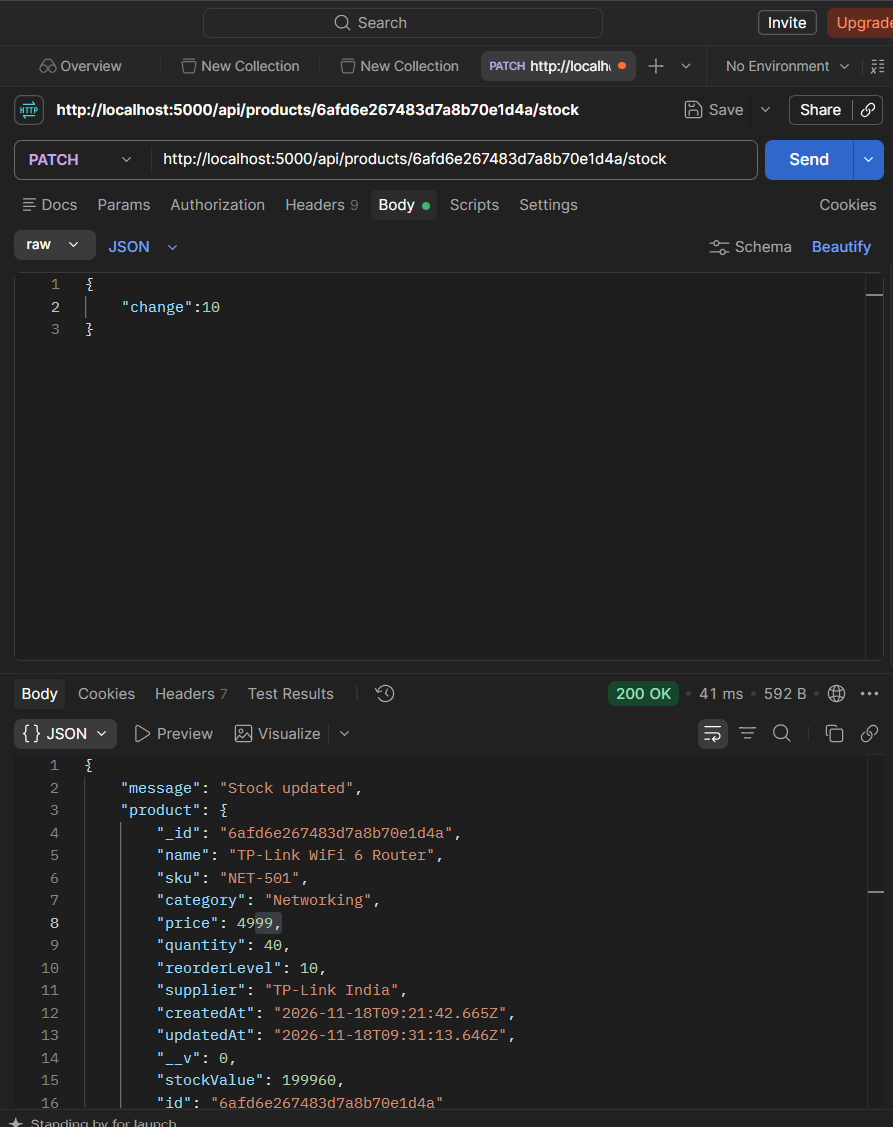 Search
Invite
Upgrade
Overview
New Collection
New Collection
PATCH http://localh
No Environment
HTTP
http://localhost:5000/api/products/6afd6e267483d7a8b70e1d4a/stock
Save
Share
PATCH
http://localhost:5000/api/products/6afd6e267483d7a8b70e1d4a/stock
Send
Docs
Params
Authorization
Headers 9
Body
Scripts
Settings
Cookies
raw
JSON
Schema
Beautify
1 {
2 "change":10
3 }
Body
Cookies
Headers 7
Test Results
200 OK
41 ms
592 B
{} JSON
Preview
Visualize
1 {
2 "message": "Stock updated",
3 "product": {
4 "_id": "6afd6e267483d7a8b70e1d4a",
5 "name": "TP-Link WiFi 6 Router",
6 "sku": "NET-501",
7 "category": "Networking",
8 "price": 4999,
9 "quantity": 40,
10 "reorderLevel": 10,
11 "supplier": "TP-Link India",
12 "createdAt": "2026-11-18T09:21:42.665Z",
13 "updatedAt": "2026-11-18T09:31:13.646Z",
14 "__v": 0,
15 "stockValue": 199960,
16 "id": "6afd6e267483d7a8b70e1d4a"
Standing by for launch